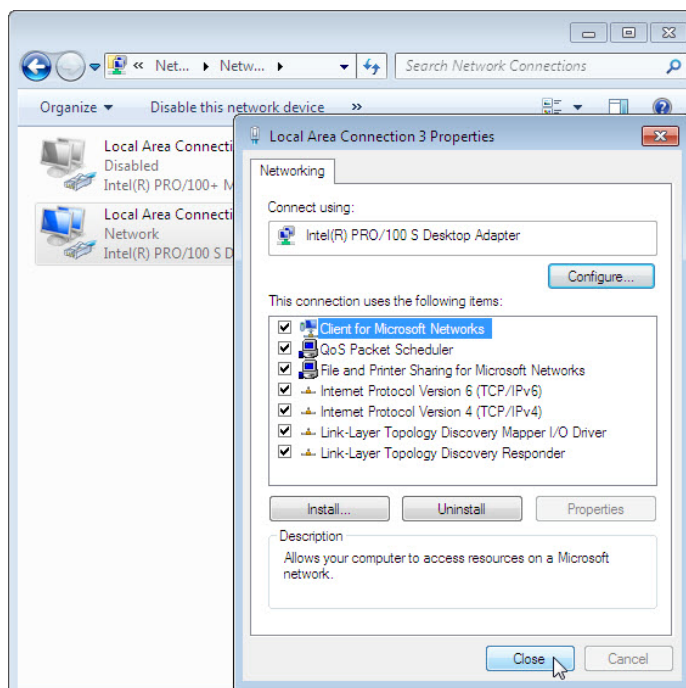 « Net... Netw...
Search Network Connections
Organize
Disable this network device
»
Local Area Connecti
Disabled
Intel(R) PRO/100+ M
Local Area Connecti
Network
Intel(R) PRO/100 S D
Local Area Connection 3 Properties
Networking
Connect using:
Intel(R) PRO/100 S Desktop Adapter
Configure...
This connection uses the following items:
Client for Microsoft Networks
QoS Packet Scheduler
File and Printer Sharing for Microsoft Networks
Internet Protocol Version 6 (TCP/IPv6)
Internet Protocol Version 4 (TCP/IPv4)
Link-Layer Topology Discovery Mapper I/O Driver
Link-Layer Topology Discovery Responder
Install...
Uninstall
Properties
Description
Allows your computer to access resources on a Microsoft
network.
Close
Cancel